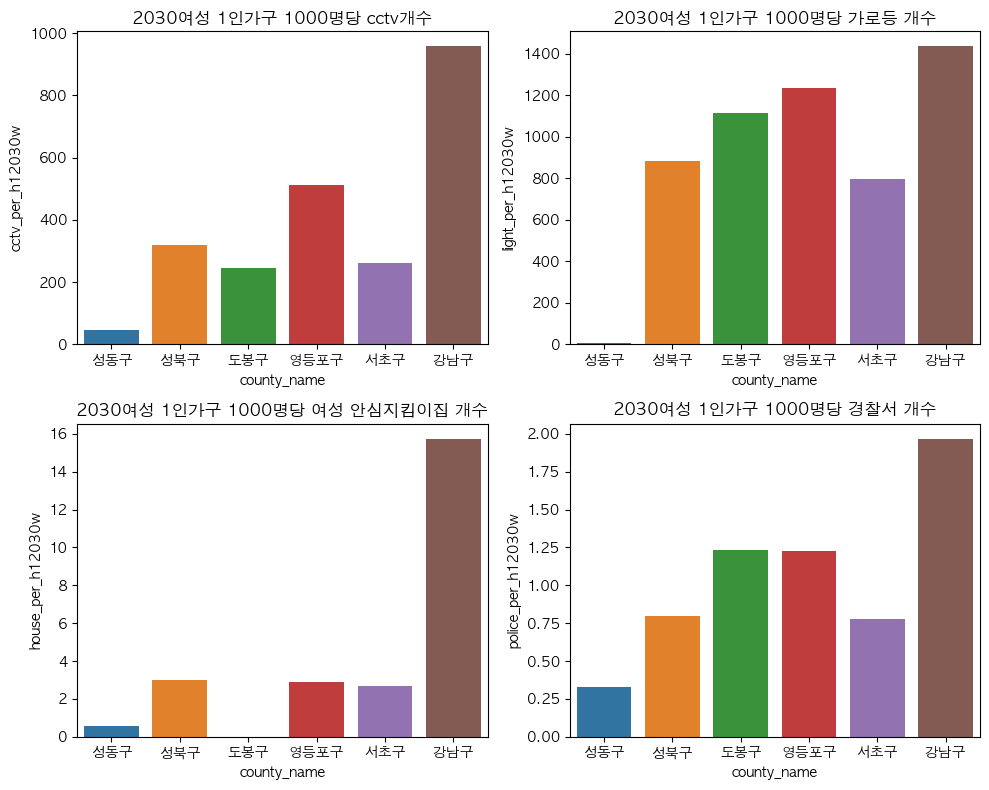 2030여성 1인가구 1000명당 cctv개수
1000
800
600
400
200
0
cctv_per_h12030w
성동구 성북구 도봉구 영등포구 서초구 강남구
county_name
2030여성 1인가구 1000명당 가로등 개수
1400
1200
1000
800
600
400
200
0
light_per_h12030w
성동구 성북구 도봉구 영등포구 서초구 강남구
county_name
2030여성 1인가구 1000명당 여성 안심지킴이집 개수
16
14
12
10
8
6
4
2
0
house_per_h12030w
성동구 성북구 도봉구 영등포구 서초구 강남구
county_name
2030여성 1인가구 1000명당 경찰서 개수
2.00
1.75
1.50
1.25
1.00
0.75
0.50
0.25
0.00
police_per_h12030w
성동구 성북구 도봉구 영등포구 서초구 강남구
county_name